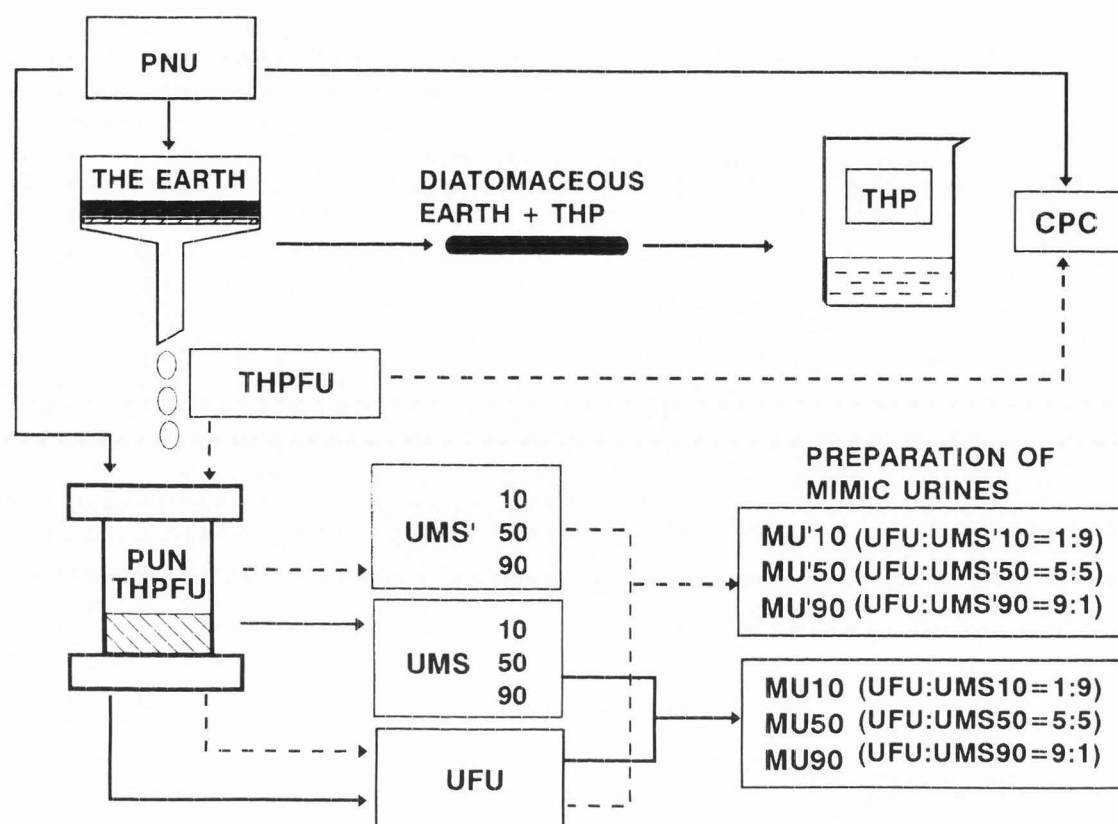 PNU
THE EARTH
DIATOMACEOUS
EARTH + THP
THP
CPC
THPFU
PUN
THPFU
UMS' 10
50
90
UMS 10
50
90
UFU
PREPARATION OF
MIMIC URINES
MU'10 (UFU:UMS'10=1:9)
MU'50 (UFU:UMS'50=5:5)
MU'90 (UFU:UMS'90=9:1)
MU10 (UFU:UMS10=1:9)
MU50 (UFU:UMS50=5:5)
MU90 (UFU:UMS90=9:1)